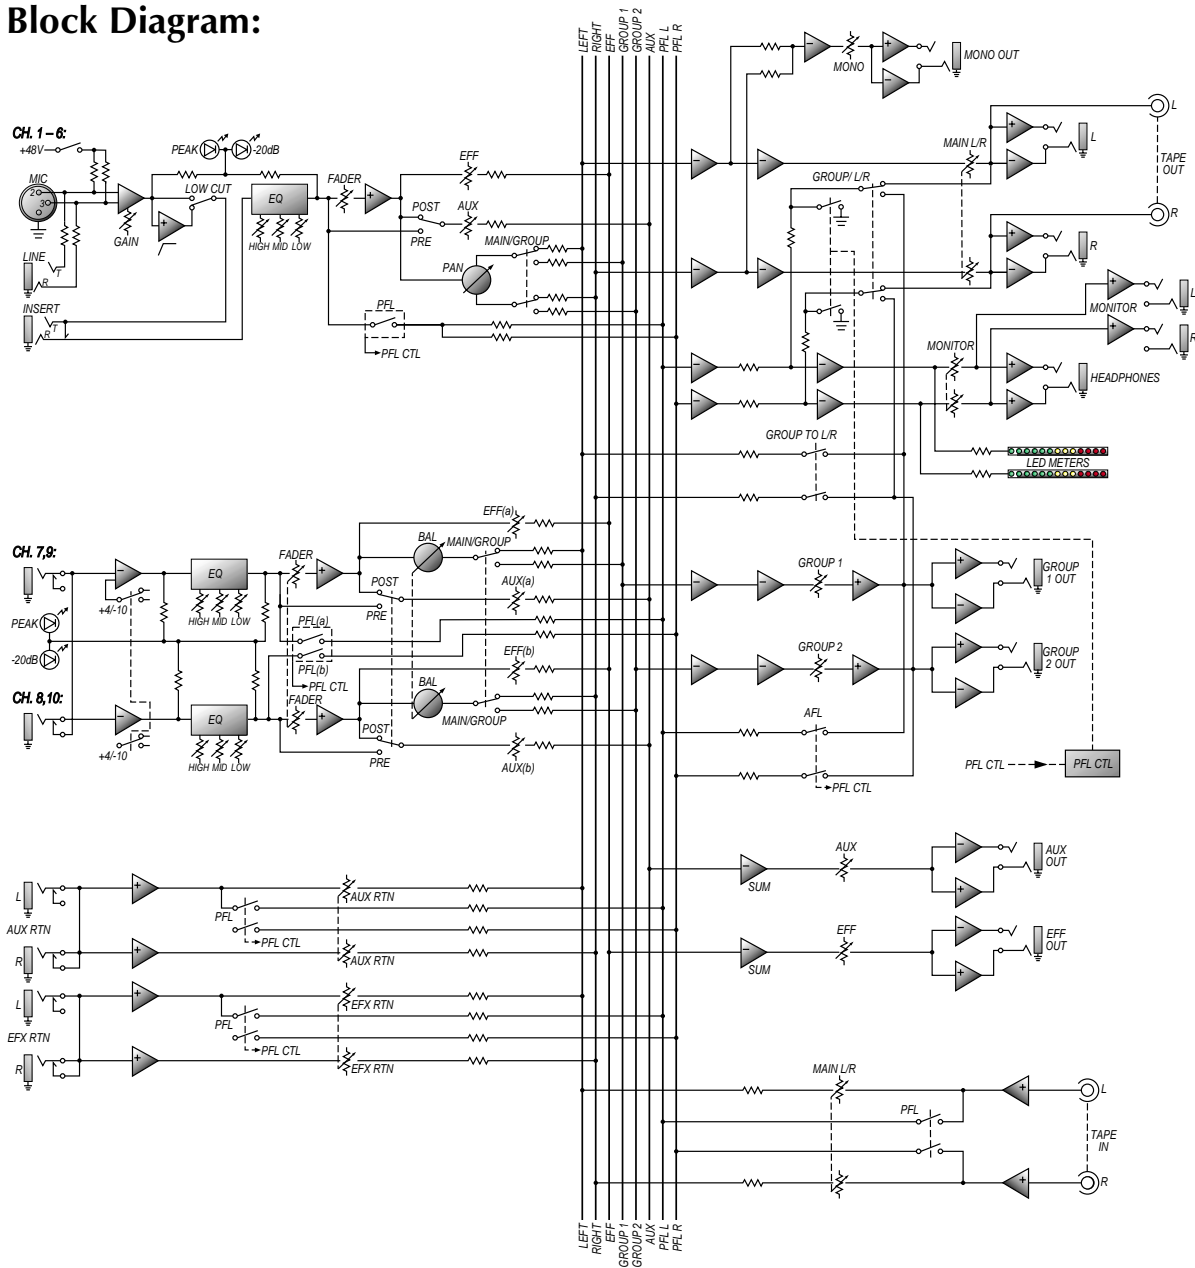 Block Diagram:
LEFT
RIGHT
EFF
GROUP 1
GROUP 2
AUX
PFL L
PFL R
CH. 1 – 6:
+48V
PEAK
-20dB
MIC
2
3
LOW CUT
GAIN
EQ
HIGH MID LOW
FADER
EFF
POST
AUX
PRE
MAIN/GROUP
PAN
LINE
T
R
INSERT
T
R
PFL
PFL CTL
MONO
MONO OUT
L
TAPE OUT
R
MAIN L/R
L
GROUP/ L/R
R
MONITOR
L
R
MONITOR
HEADPHONES
GROUP TO L/R
LED METERS
CH. 7,9:
+4/-10
PEAK
-20dB
EQ
HIGH MID LOW
FADER
EFF(a)
BAL
MAIN/GROUP
POST
PRE
AUX(a)
PFL(a)
PFL(b)
PFL CTL
EFF(b)
CH. 8,10:
+4/-10
EQ
HIGH MID LOW
FADER
BAL
MAIN/GROUP
POST
PRE
AUX(b)
GROUP 1
GROUP 1 OUT
GROUP 2
GROUP 2 OUT
AFL
PFL CTL
PFL CTL
PFL CTL
AUX
SUM
AUX OUT
EFF
SUM
EFF OUT
L
AUX RTN
R
PFL
PFL CTL
AUX RTN
AUX RTN
L
EFX RTN
R
PFL
PFL CTL
EFX RTN
EFX RTN
MAIN L/R
PFL
L
TAPE IN
R
LEFT
RIGHT
EFF
GROUP 1
GROUP 2
AUX
PFL L
PFL R